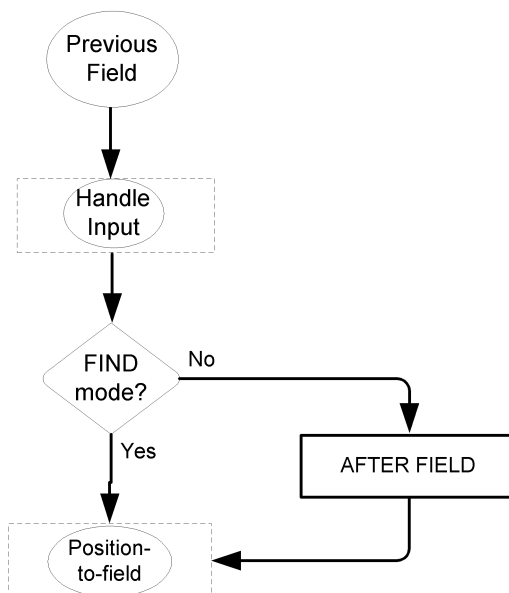 Previous
Field
Handle
Input
FIND
mode?
No
Yes
AFTER FIELD
Position-
to-field